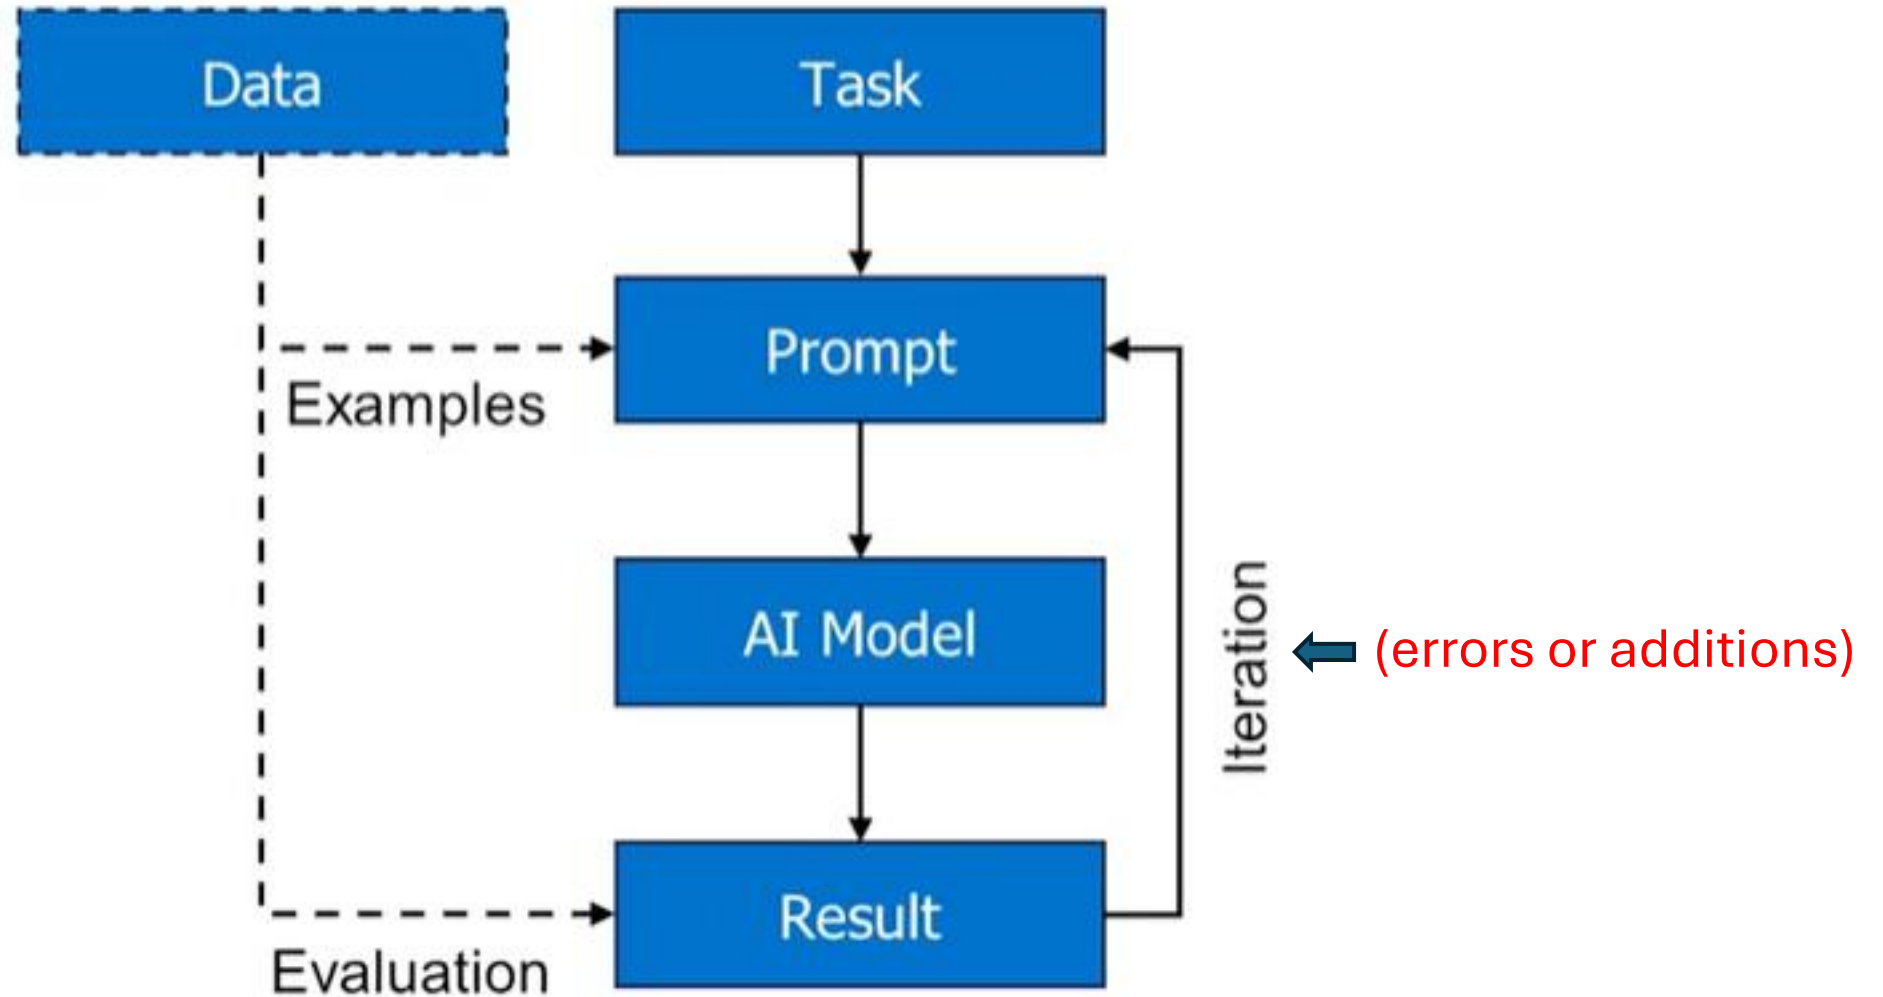 Data
Task
Prompt
Examples
AI Model
Iteration
(errors or additions)
Result
Evaluation